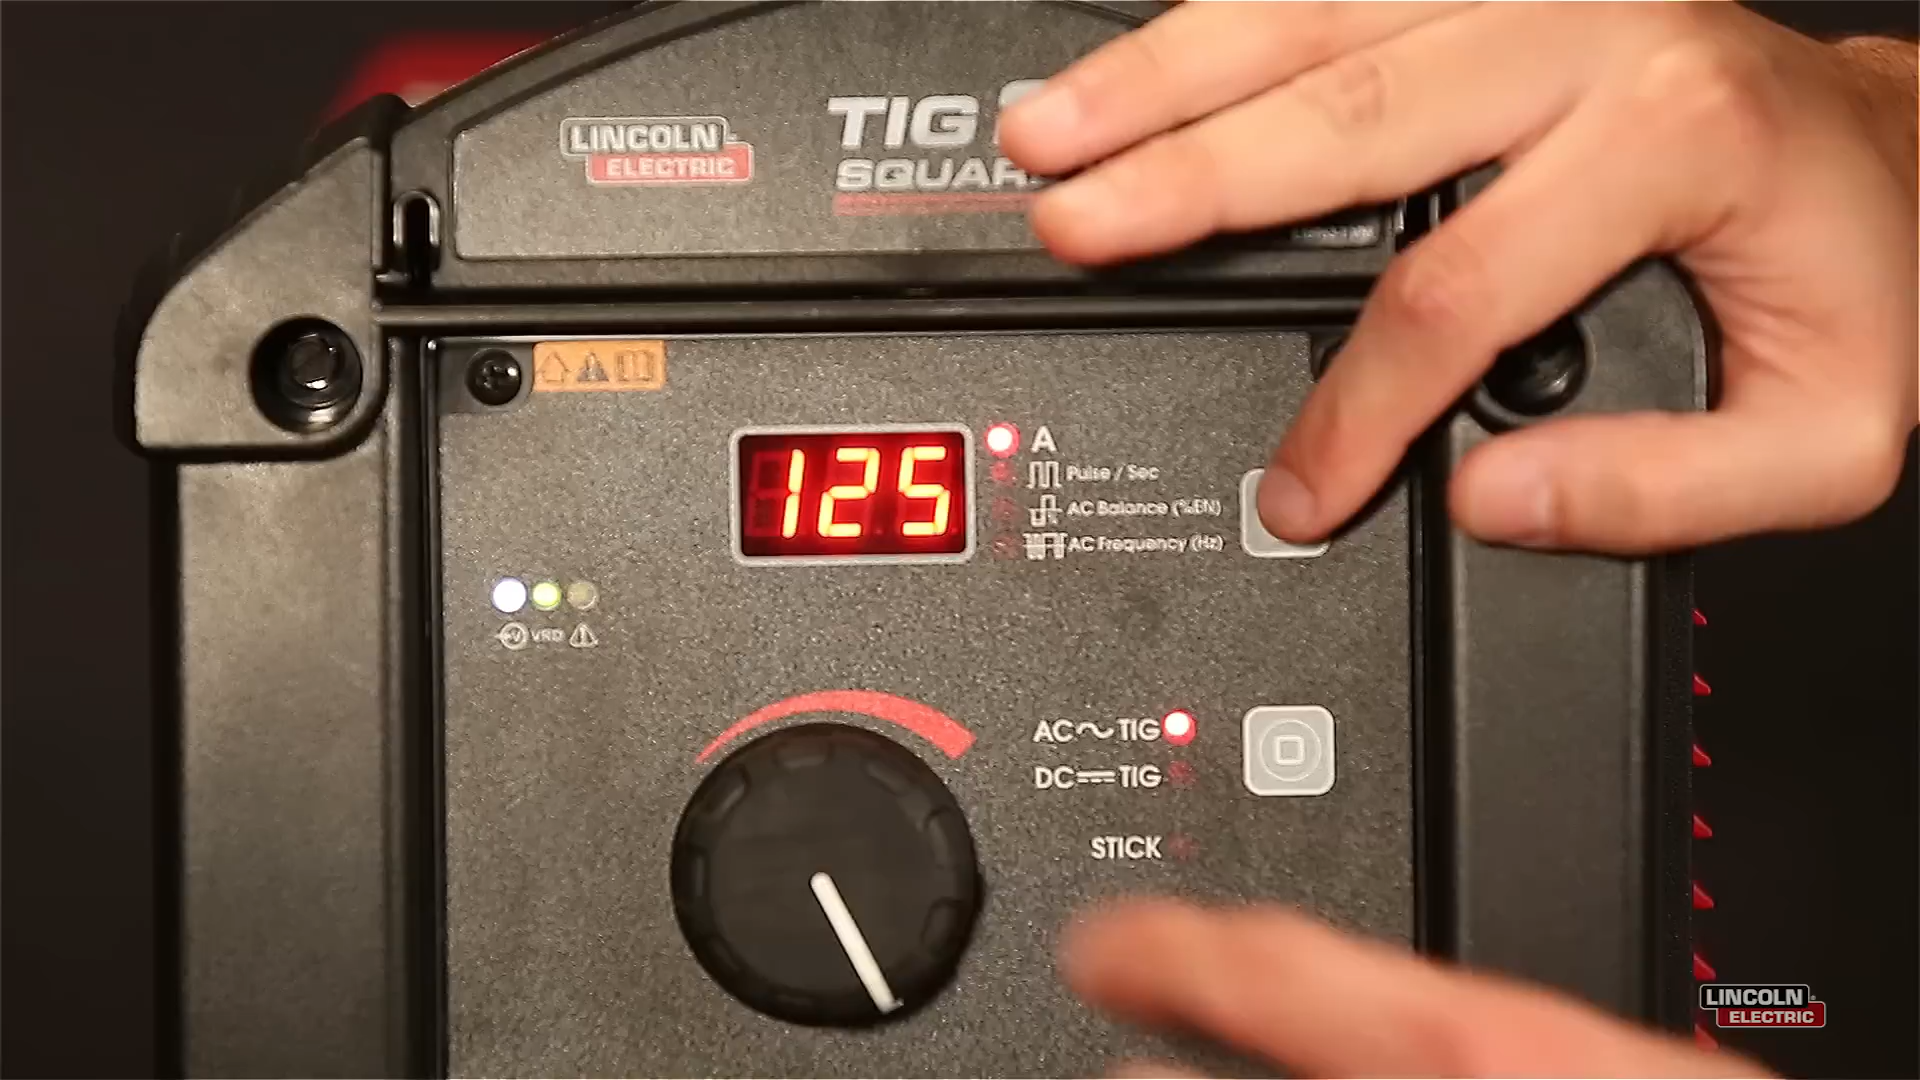 LINCOLN
ELECTRIC
TIG
SQUAR
125
A
Pulse / Sec
AC Balance (%EN)
AC Frequency (Hz)
V VRD
AC TIG
DC TIG
STICK
LINCOLN
ELECTRIC